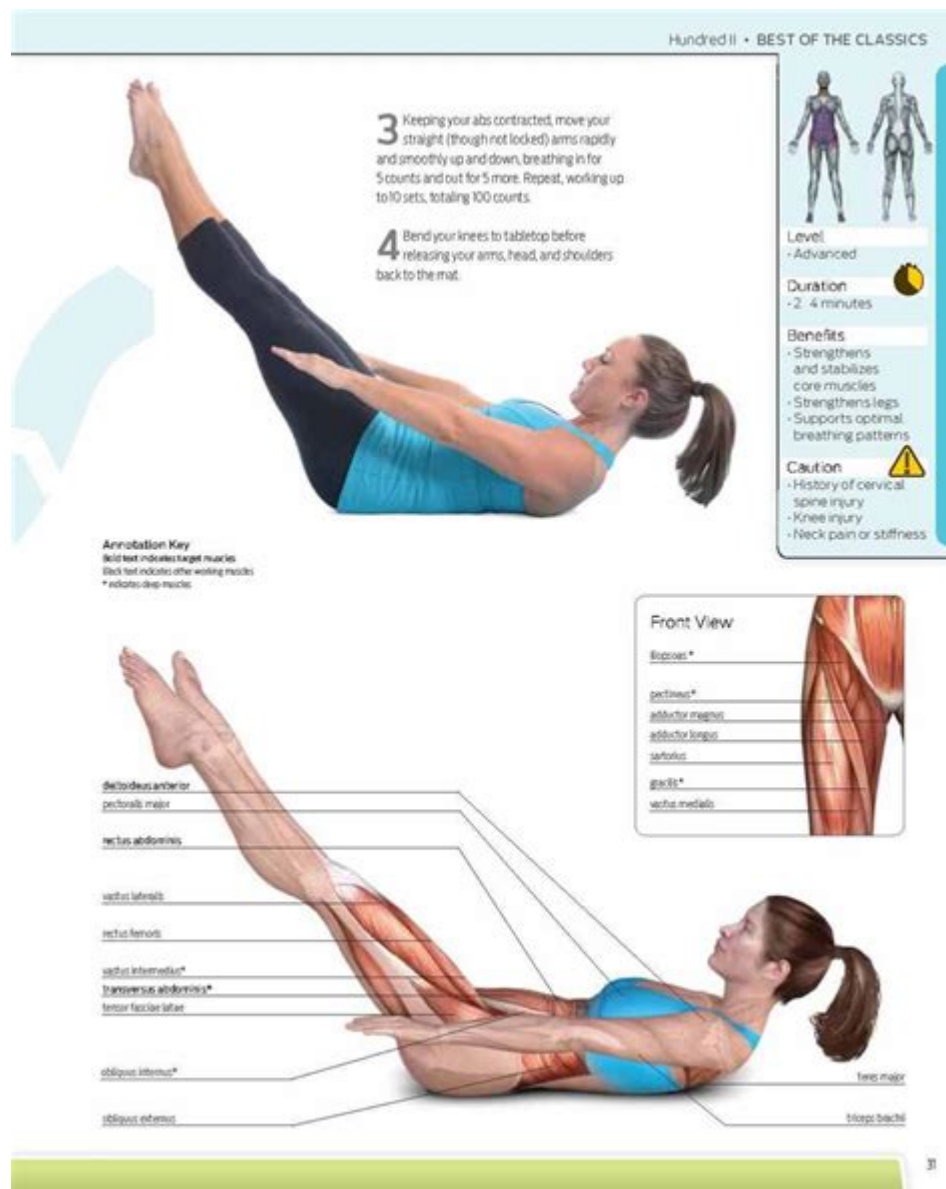 Hundred II • BEST OF THE CLASSICS
3 Keeping your abs contracted, move your
straight (though not locked) arms rapidly
and smoothly up and down, breathing in for
5 counts and out for 5 more. Repeat, working up
to 10 sets, totaling 100 counts.
4 Bend your knees to tabletop before
releasing your arms, head, and shoulders
back to the mat.
Level
• Advanced
Duration
• 2 4 minutes
Benefits
• Strengthens
and stabilizes
core muscles
• Strengthens legs
• Supports optimal
breathing patterns
Caution
• History of cervical
spine injury
• Knee injury
• Neck pain or stiffness
Annotation Key
Bold text indicates target muscles
Black text indicates other working muscles
* indicates deep muscles
Front View
iliopsoas*
pectineus*
adductor magnus
adductor longus
sartorius
gracilis*
vastus medialis
deltoideus anterior
pectoralis major
rectus abdominis
vastus lateralis
rectus femoris
vastus intermedius*
transversus abdominis*
tensor fasciae latae
obliquus internus*
obliquus externus
teres major
triceps brachii
31